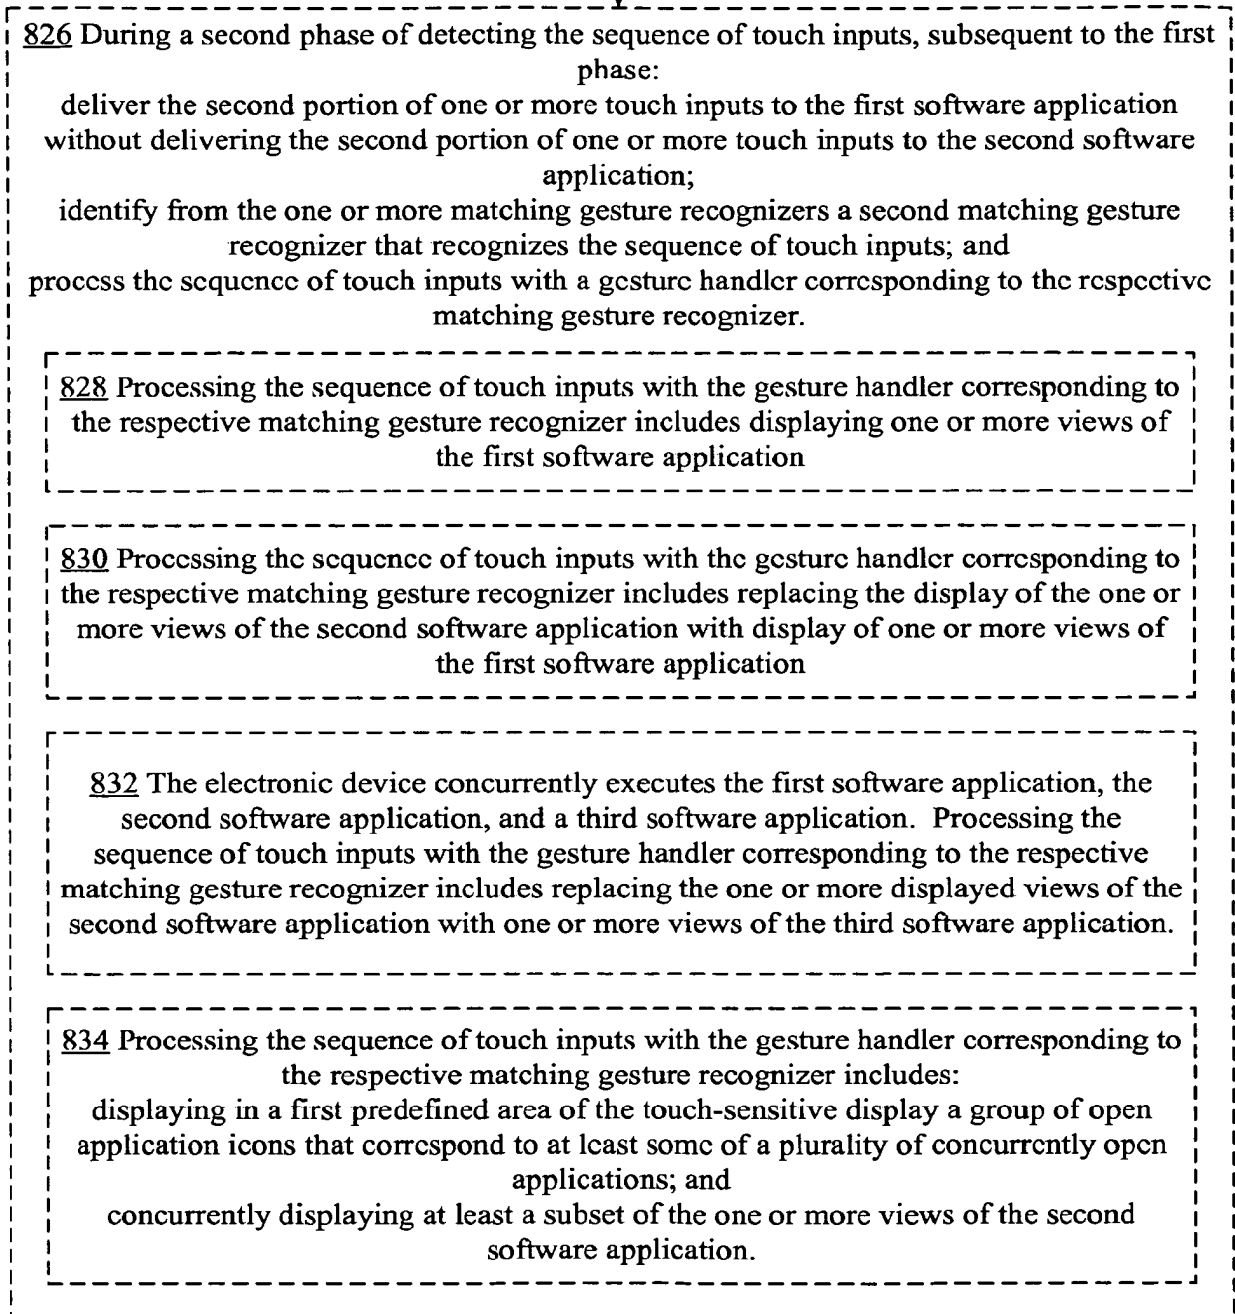 826 During a second phase of detecting the sequence of touch inputs, subsequent to the first
phase:
deliver the second portion of one or more touch inputs to the first software application
without delivering the second portion of one or more touch inputs to the second software
application;
identify from the one or more matching gesture recognizers a second matching gesture
recognizer that recognizes the sequence of touch inputs; and
process the sequence of touch inputs with a gesture handler corresponding to the respective
matching gesture recognizer.
828 Processing the sequence of touch inputs with the gesture handler corresponding to
the respective matching gesture recognizer includes displaying one or more views of
the first software application
830 Processing the sequence of touch inputs with the gesture handler corresponding to
the respective matching gesture recognizer includes replacing the display of the one or
more views of the second software application with display of one or more views of
the first software application
832 The electronic device concurrently executes the first software application, the
second software application, and a third software application. Processing the
sequence of touch inputs with the gesture handler corresponding to the respective
matching gesture recognizer includes replacing the one or more displayed views of the
second software application with one or more views of the third software application.
834 Processing the sequence of touch inputs with the gesture handler corresponding to
the respective matching gesture recognizer includes:
displaying in a first predefined area of the touch-sensitive display a group of open
application icons that correspond to at least some of a plurality of concurrently open
applications; and
concurrently displaying at least a subset of the one or more views of the second
software application.